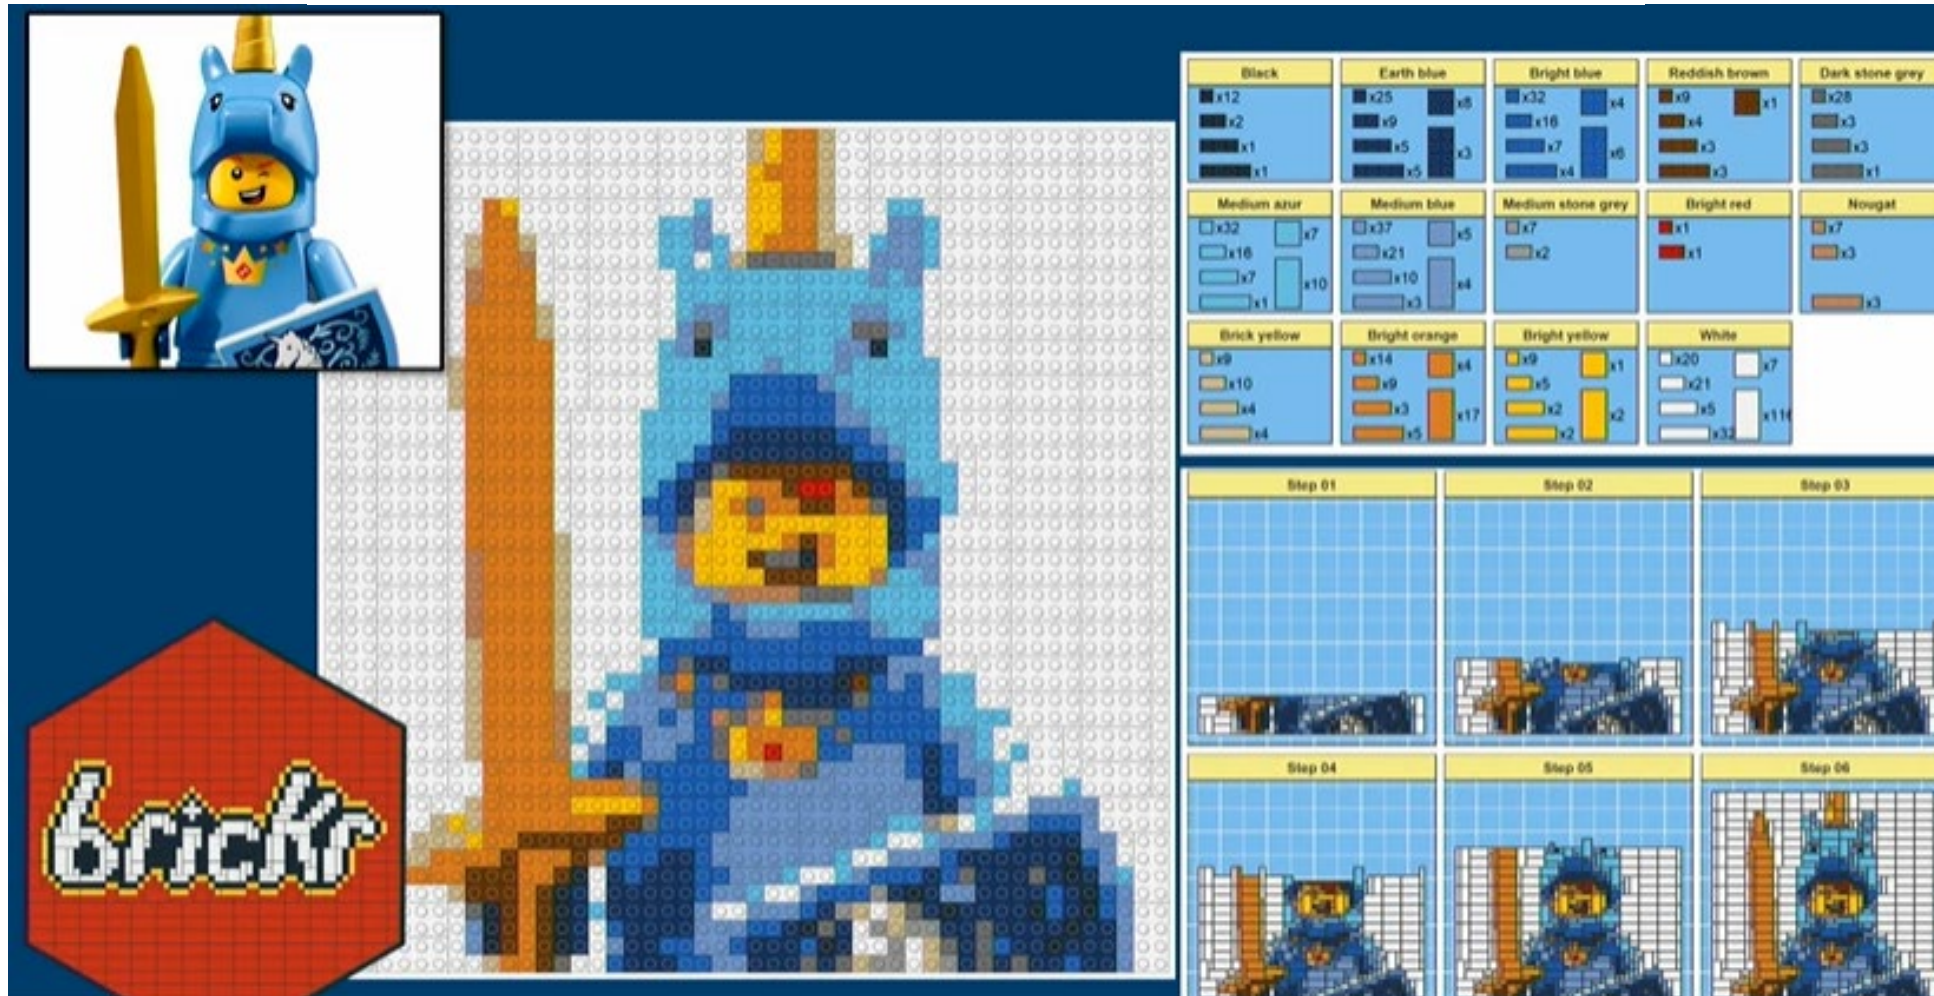 brickr
Black
x12
x2
x1
x1
Earth blue
x25
x9
x5
x5
x8
x3
Bright blue
x32
x16
x7
x4
x4
x6
Reddish brown
x9
x4
x3
x3
x1
Dark stone grey
x28
x3
x3
x1
Medium azur
x32
x16
x7
x1
x7
x10
Medium blue
x37
x21
x10
x3
x5
x4
Medium stone grey
x7
x2
Bright red
x1
x1
Nougat
x7
x3
x3
Brick yellow
x9
x10
x4
x4
Bright orange
x14
x9
x3
x5
x4
x17
Bright yellow
x9
x5
x2
x2
x1
x2
White
x20
x21
x5
x32
x7
Step 01
Step 02
Step 03
Step 04
Step 05
Step 06